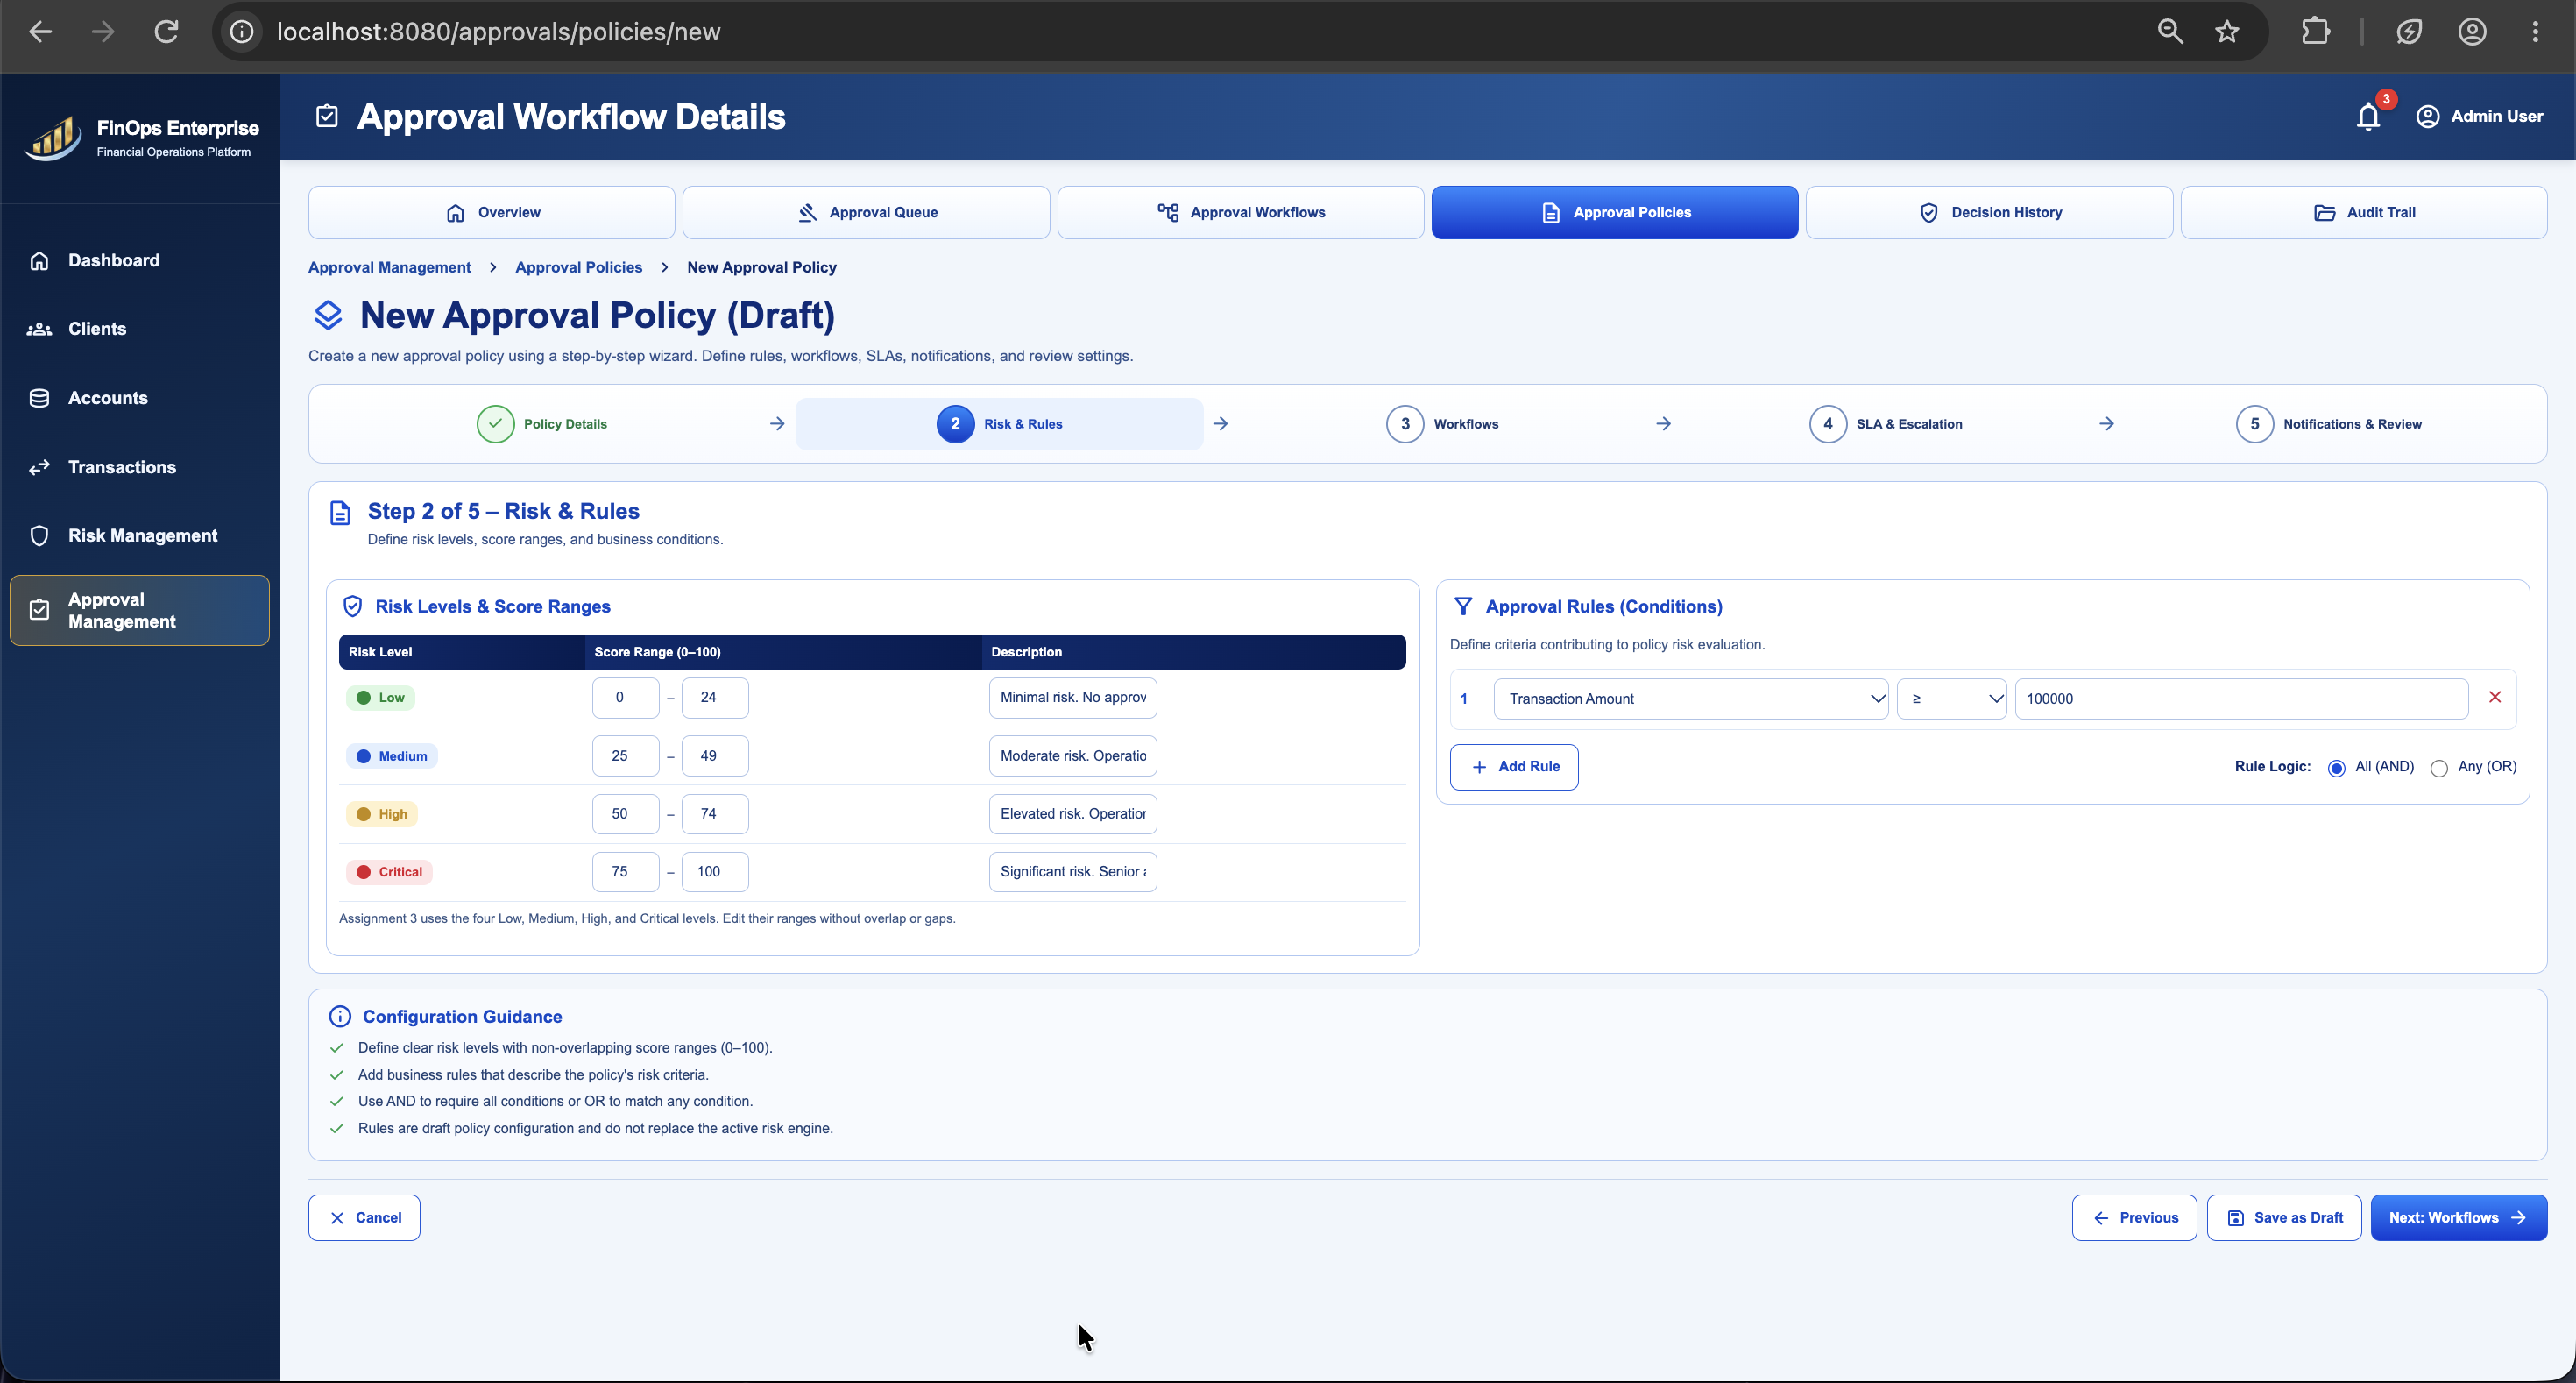 localhost:8080/approvals/policies/new
FinOps Enterprise
Financial Operations Platform
Approval Workflow Details
3
Admin User
Dashboard
Clients
Accounts
Transactions
Risk Management
Approval
Management
Overview
Approval Queue
Approval Workflows
Approval Policies
Decision History
Audit Trail
Approval Management > Approval Policies > New Approval Policy
New Approval Policy (Draft)
Create a new approval policy using a step-by-step wizard. Define rules, workflows, SLAs, notifications, and review settings.
Policy Details
2 Risk & Rules
3 Workflows
4 SLA & Escalation
5 Notifications & Review
Step 2 of 5 – Risk & Rules
Define risk levels, score ranges, and business conditions.
Risk Levels & Score Ranges
Risk Level Score Range (0–100) Description
Low 0 – 24 Minimal risk. No approv
Medium 25 – 49 Moderate risk. Operatio
High 50 – 74 Elevated risk. Operation
Critical 75 – 100 Significant risk. Senior
Assignment 3 uses the four Low, Medium, High, and Critical levels. Edit their ranges without overlap or gaps.
Approval Rules (Conditions)
Define criteria contributing to policy risk evaluation.
1 Transaction Amount ≥ 100000
Add Rule
Rule Logic: All (AND) Any (OR)
Configuration Guidance
Define clear risk levels with non-overlapping score ranges (0–100).
Add business rules that describe the policy's risk criteria.
Use AND to require all conditions or OR to match any condition.
Rules are draft policy configuration and do not replace the active risk engine.
Cancel
Previous
Save as Draft
Next: Workflows